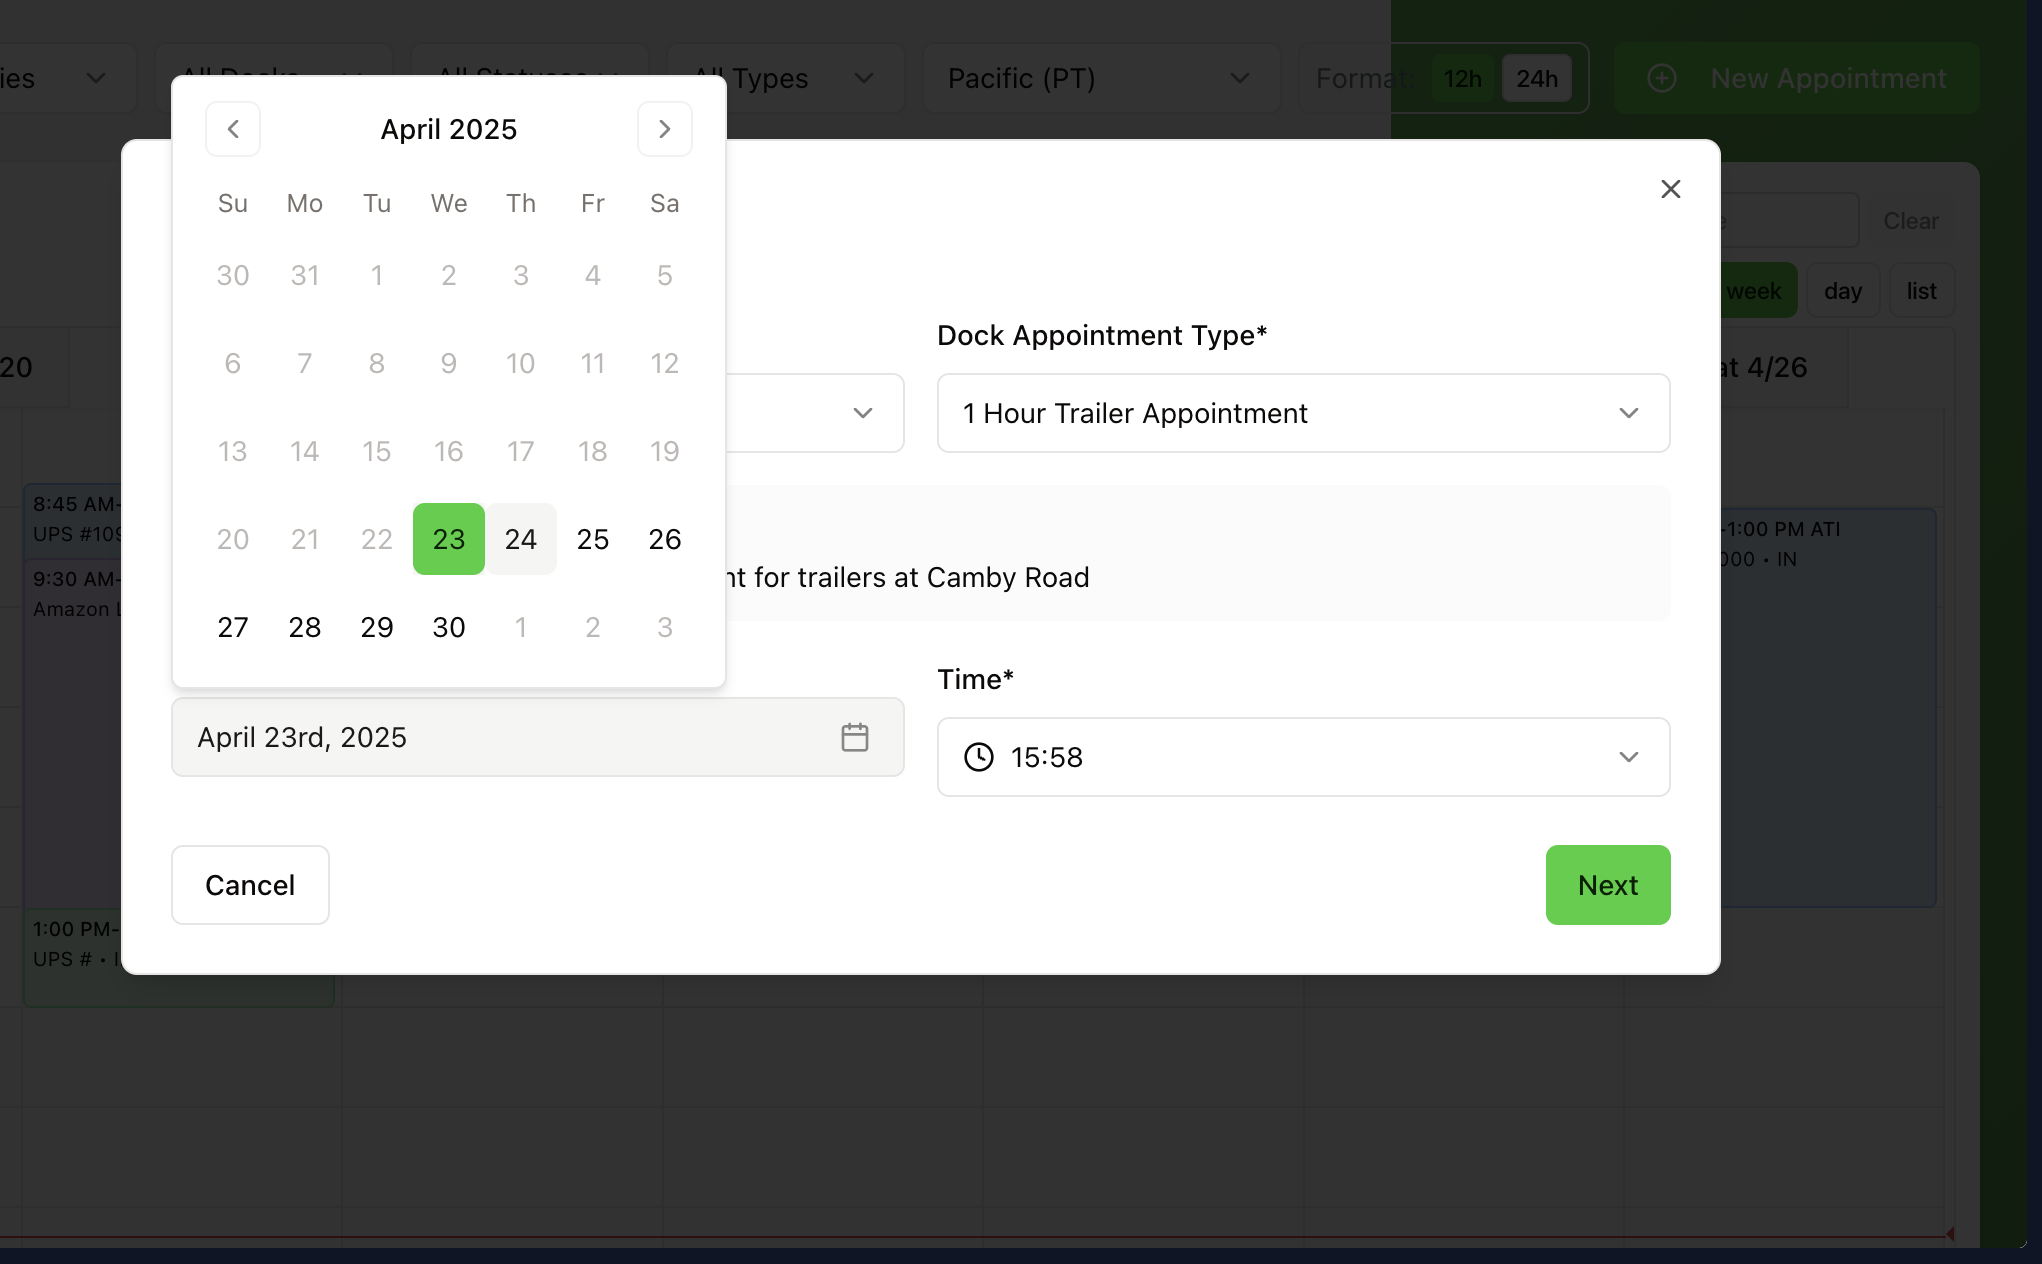 ies
All Docks
All Statuses
All Types
Pacific (PT)
Format:
12h
24h
New Appointment
April 2025
Su Mo Tu We Th Fr Sa
30 31 1 2 3 4 5
6 7 8 9 10 11 12
13 14 15 16 17 18 19
20 21 22 23 24 25 26
27 28 29 30 1 2 3
Clear
week
day
list
20
at 4/26
Dock Appointment Type*
1 Hour Trailer Appointment
nt for trailers at Camby Road
8:45 AM-
UPS #109
9:30 AM-
Amazon L
1:00 PM-
UPS # • I
-1:00 PM ATI
000 • IN
April 23rd, 2025
Time*
15:58
Cancel
Next